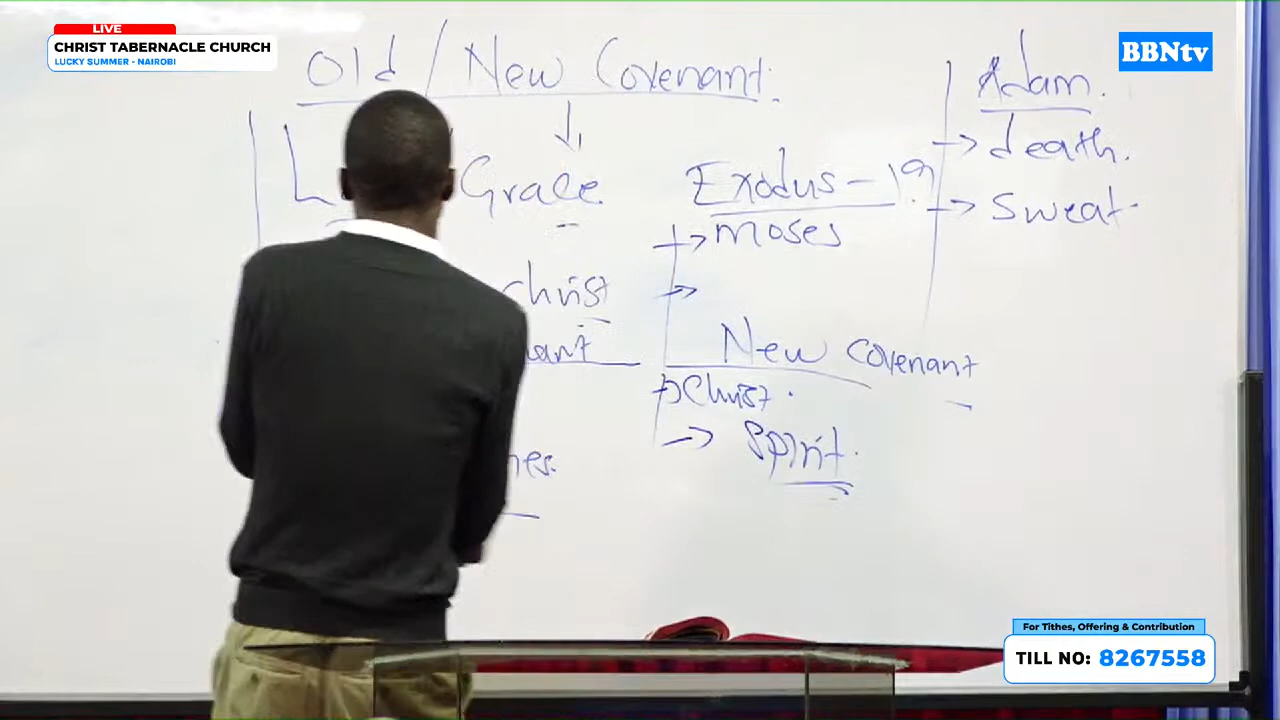 LIVE
CHRIST TABERNACLE CHURCH
LUCKY SUMMER - NAIROBI
BBNtv
Old / New Covenant.
Grace.
christ
Exodus - 19
moses
New Covenant
Christ.
Spirit.
Adam.
death.
Sweat.
For Tithes, Offering & Contribution
TILL NO: 8267558